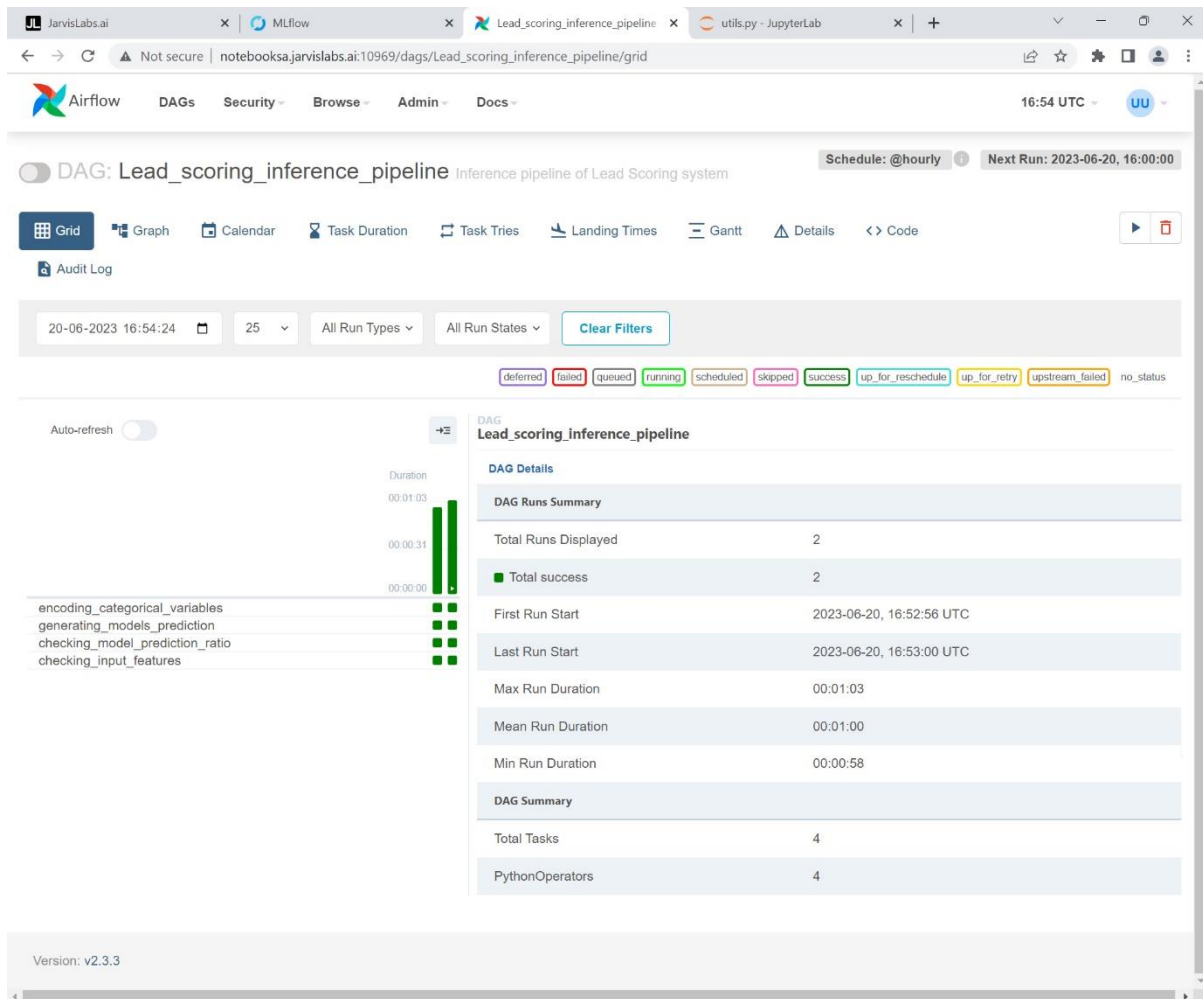 JL JarvisLabs.ai
MLflow
Lead_scoring_inference_pipeline
utils.py - JupyterLab
Not secure | notebooksa.jarvislabs.ai:10969/dags/Lead_scoring_inference_pipeline/grid
Airflow DAGs Security Browse Admin Docs 16:54 UTC UU
DAG: Lead_scoring_inference_pipeline Inference pipeline of Lead Scoring system
Schedule: @hourly i Next Run: 2023-06-20, 16:00:00
Grid Graph Calendar Task Duration Task Tries Landing Times Gantt Details <> Code
Audit Log
20-06-2023 16:54:24 25 All Run Types All Run States Clear Filters
deferred failed queued running scheduled skipped success up_for_reschedule up_for_retry upstream_failed no_status
Auto-refresh
Duration
00:01:03
00:00:31
00:00:00
encoding_categorical_variables
generating_models_prediction
checking_model_prediction_ratio
checking_input_features
DAG
Lead_scoring_inference_pipeline
DAG Details
DAG Runs Summary
Total Runs Displayed 2
Total success 2
First Run Start 2023-06-20, 16:52:56 UTC
Last Run Start 2023-06-20, 16:53:00 UTC
Max Run Duration 00:01:03
Mean Run Duration 00:01:00
Min Run Duration 00:00:58
DAG Summary
Total Tasks 4
PythonOperators 4
Version: v2.3.3